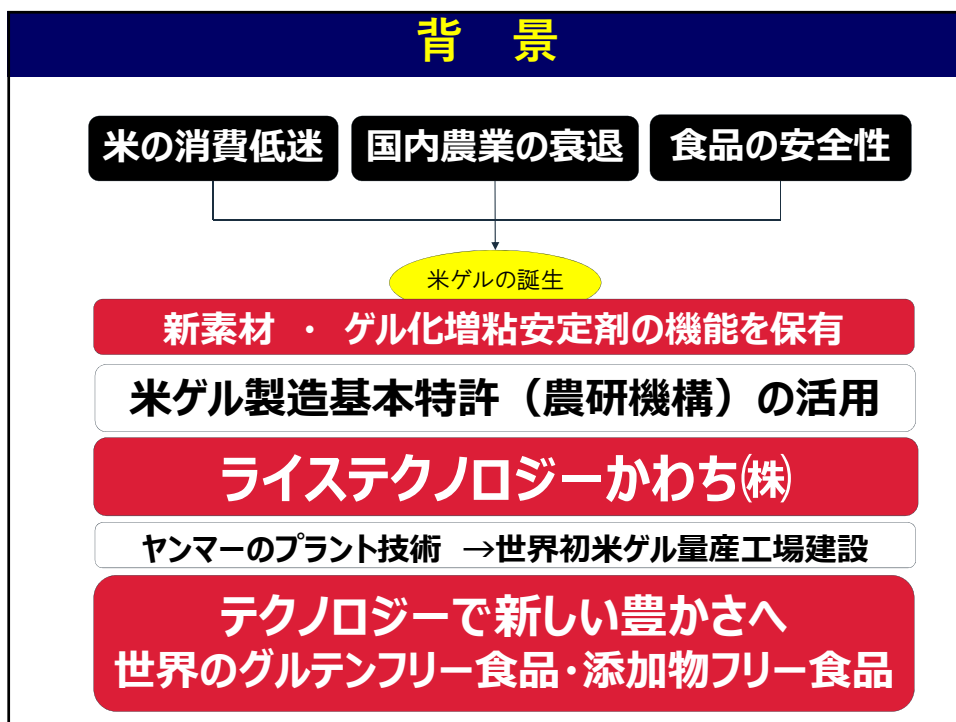 背　景
米の消費低迷
国内農業の衰退
食品の安全性
米ゲルの誕生
新素材 ・ ゲル化増粘安定剤の機能を保有
米ゲル製造基本特許（農研機構）の活用
ライステクノロジーかわち㈱
ヤンマーのプラント技術 →世界初米ゲル量産工場建設
テクノロジーで新しい豊かさへ
世界のグルテンフリー食品・添加物フリー食品